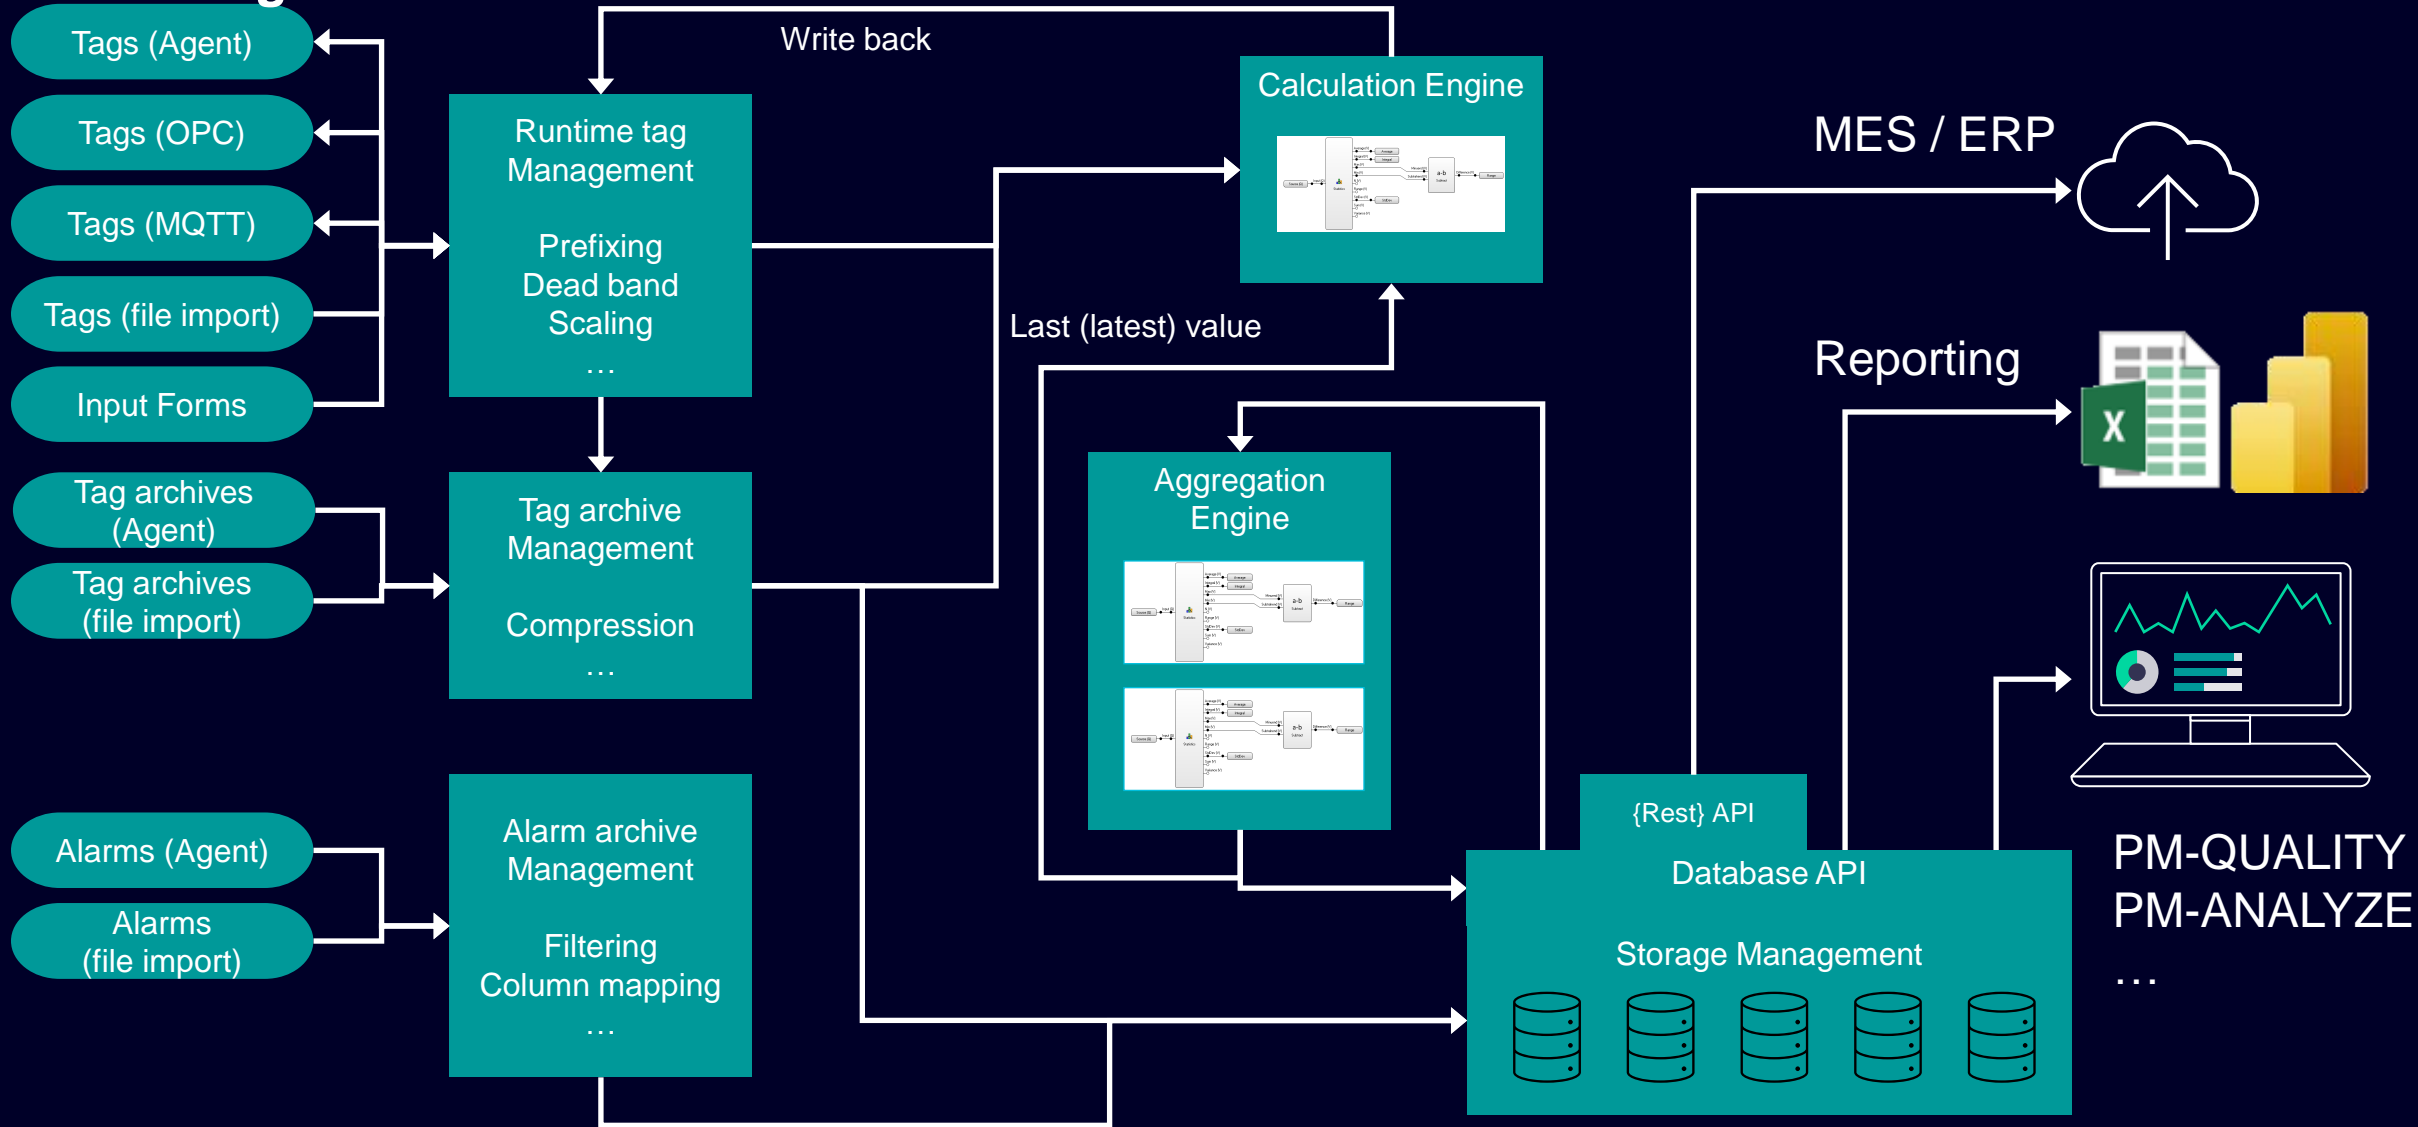 Tags (Agent)
Tags (OPC)
Tags (MQTT)
Tags (file import)
Input Forms
Tag archives
(Agent)
Tag archives
(file import)
Alarms (Agent)
Alarms
(file import)
Write back
Runtime tag
Management
Prefixing
Dead band
Scaling
…
Tag archive
Management
Compression
…
Alarm archive
Management
Filtering
Column mapping
…
Calculation Engine
Last (latest) value
Aggregation
Engine
a-b
a-b
a-b
{Rest} API
Database API
Storage Management
MES / ERP
Reporting
X
PM-QUALITY
PM-ANALYZE
…